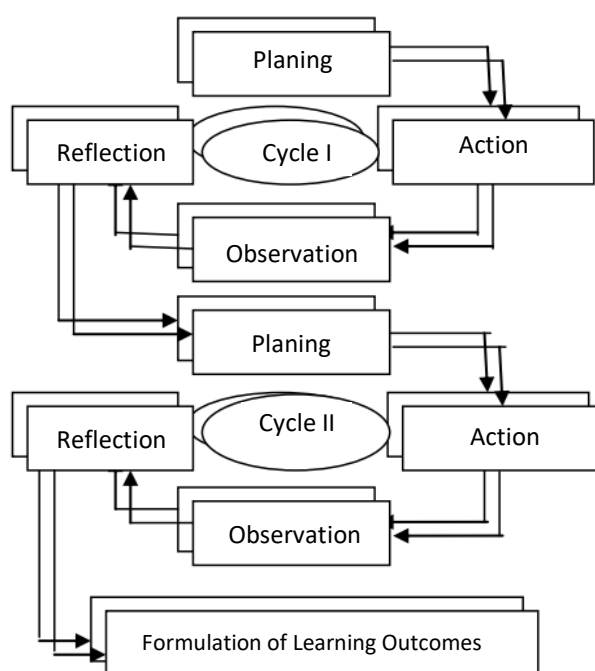 Planing
Reflection
Cycle I
Action
Observation
Planing
Reflection
Cycle II
Action
Observation
Formulation of Learning Outcomes